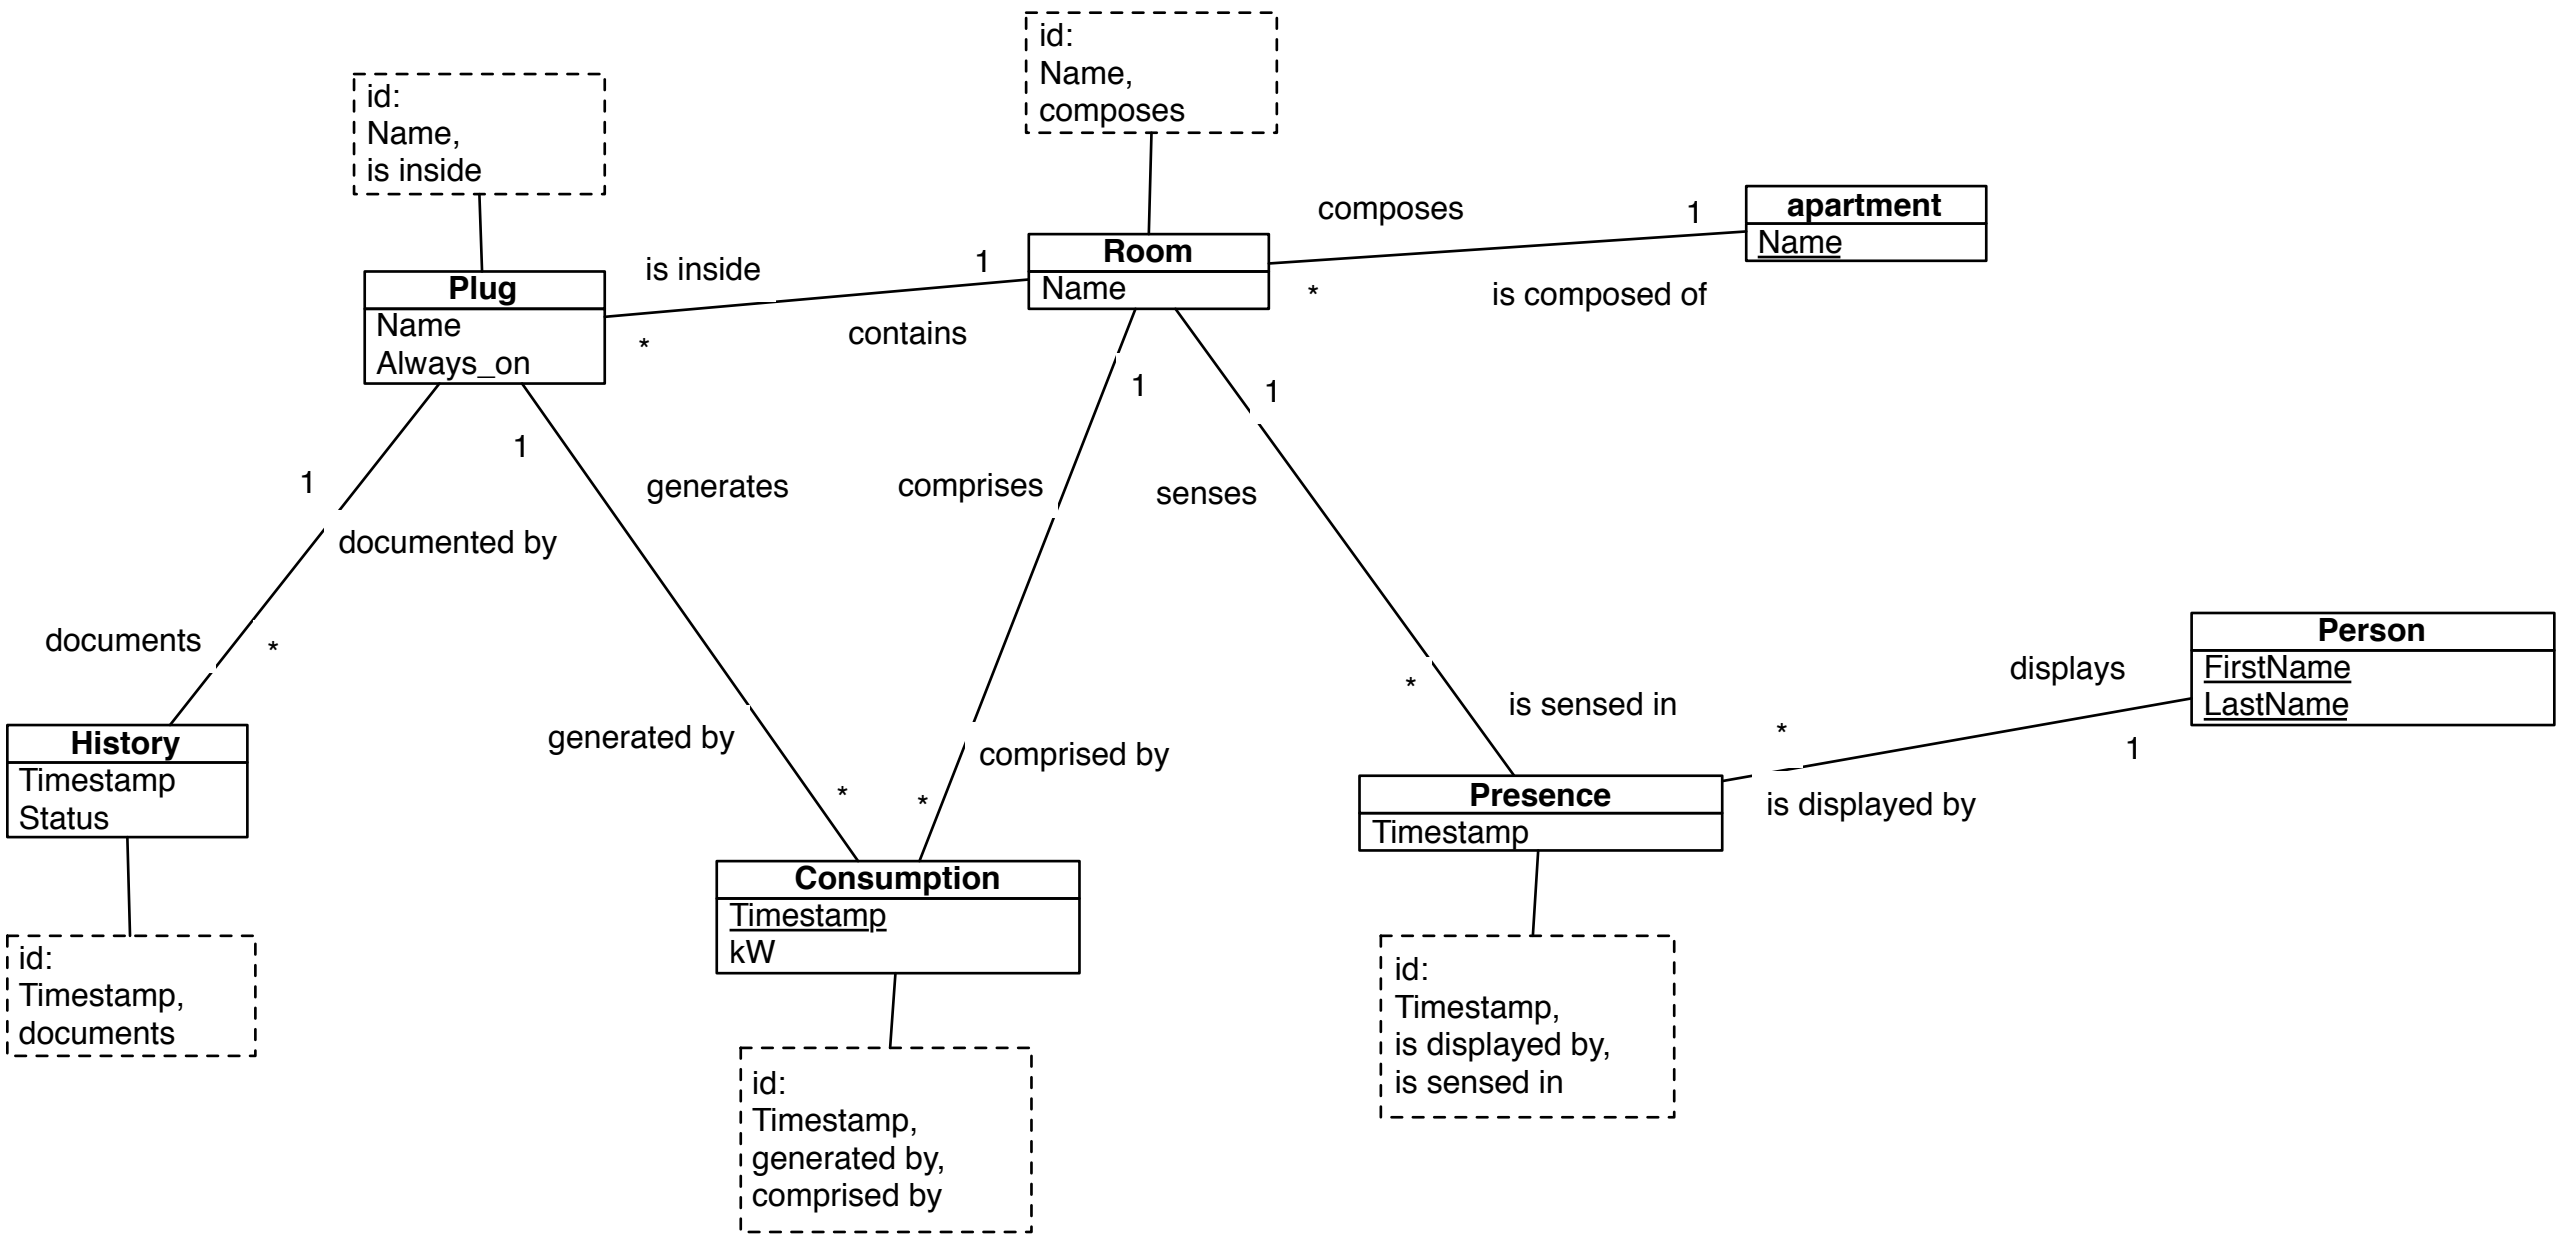 id:
Name,
composes
id:
Name,
is inside
apartment
Name
composes
1
Room
Name
is inside
1
Plug
Name
Always_on
*
contains
*
is composed of
1
1
1
1
generates
comprises
senses
documented by
documents
*
Person
FirstName
LastName
displays
*
is sensed in
*
1
generated by
comprised by
History
Timestamp
Status
*
*
Presence
Timestamp
is displayed by
Consumption
Timestamp
kW
id:
Timestamp,
documents
id:
Timestamp,
is displayed by,
is sensed in
id:
Timestamp,
generated by,
comprised by